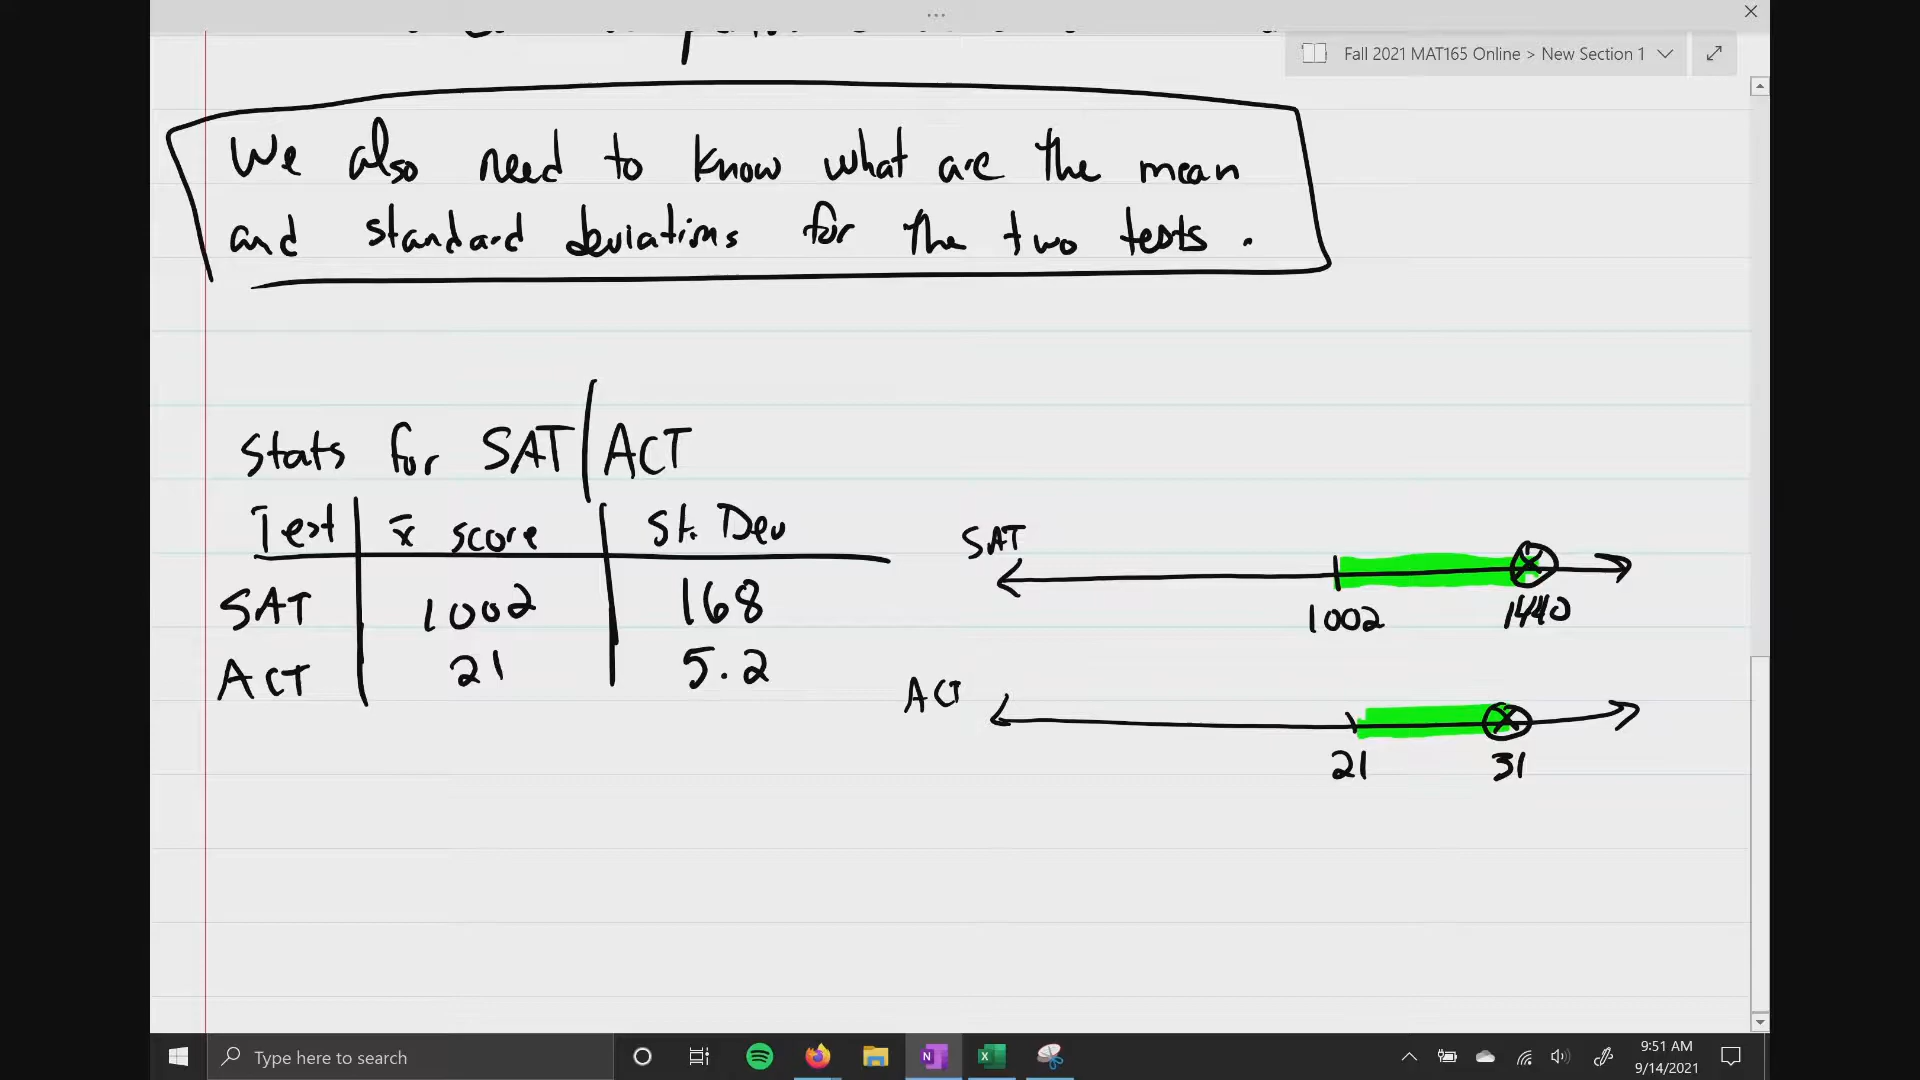 Fall 2021 MAT165 Online > New Section 1
We also need to know what are the mean
and standard deviations for the two tests.
Stats for SAT/ACT
Test x̄ score St. Dev
SAT 1002 168
ACT 21 5.2
SAT
1002 1440
ACT
21 31
Type here to search
9:51 AM
9/14/2021